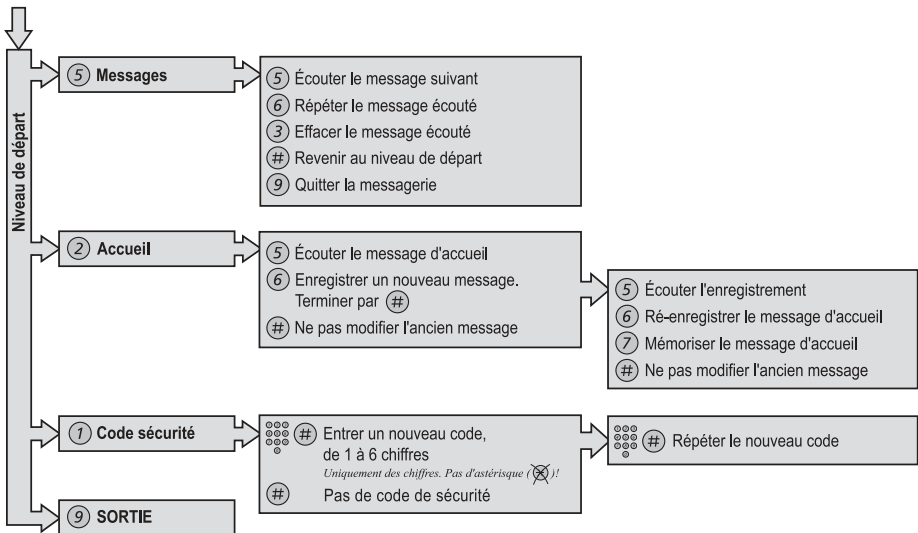 Niveau de départ
5 Messages
5 Écouter le message suivant
6 Répéter le message écouté
3 Effacer le message écouté
# Revenir au niveau de départ
9 Quitter la messagerie
2 Accueil
5 Écouter le message d'accueil
6 Enregistrer un nouveau message.
Terminer par #
# Ne pas modifier l'ancien message
5 Écouter l'enregistrement
6 Ré-enregistrer le message d'accueil
7 Mémoriser le message d'accueil
# Ne pas modifier l'ancien message
1 Code sécurité
# Entrer un nouveau code,
de 1 à 6 chiffres
Uniquement des chiffres. Pas d'astérisque (*)!
# Pas de code de sécurité
# Répéter le nouveau code
9 SORTIE